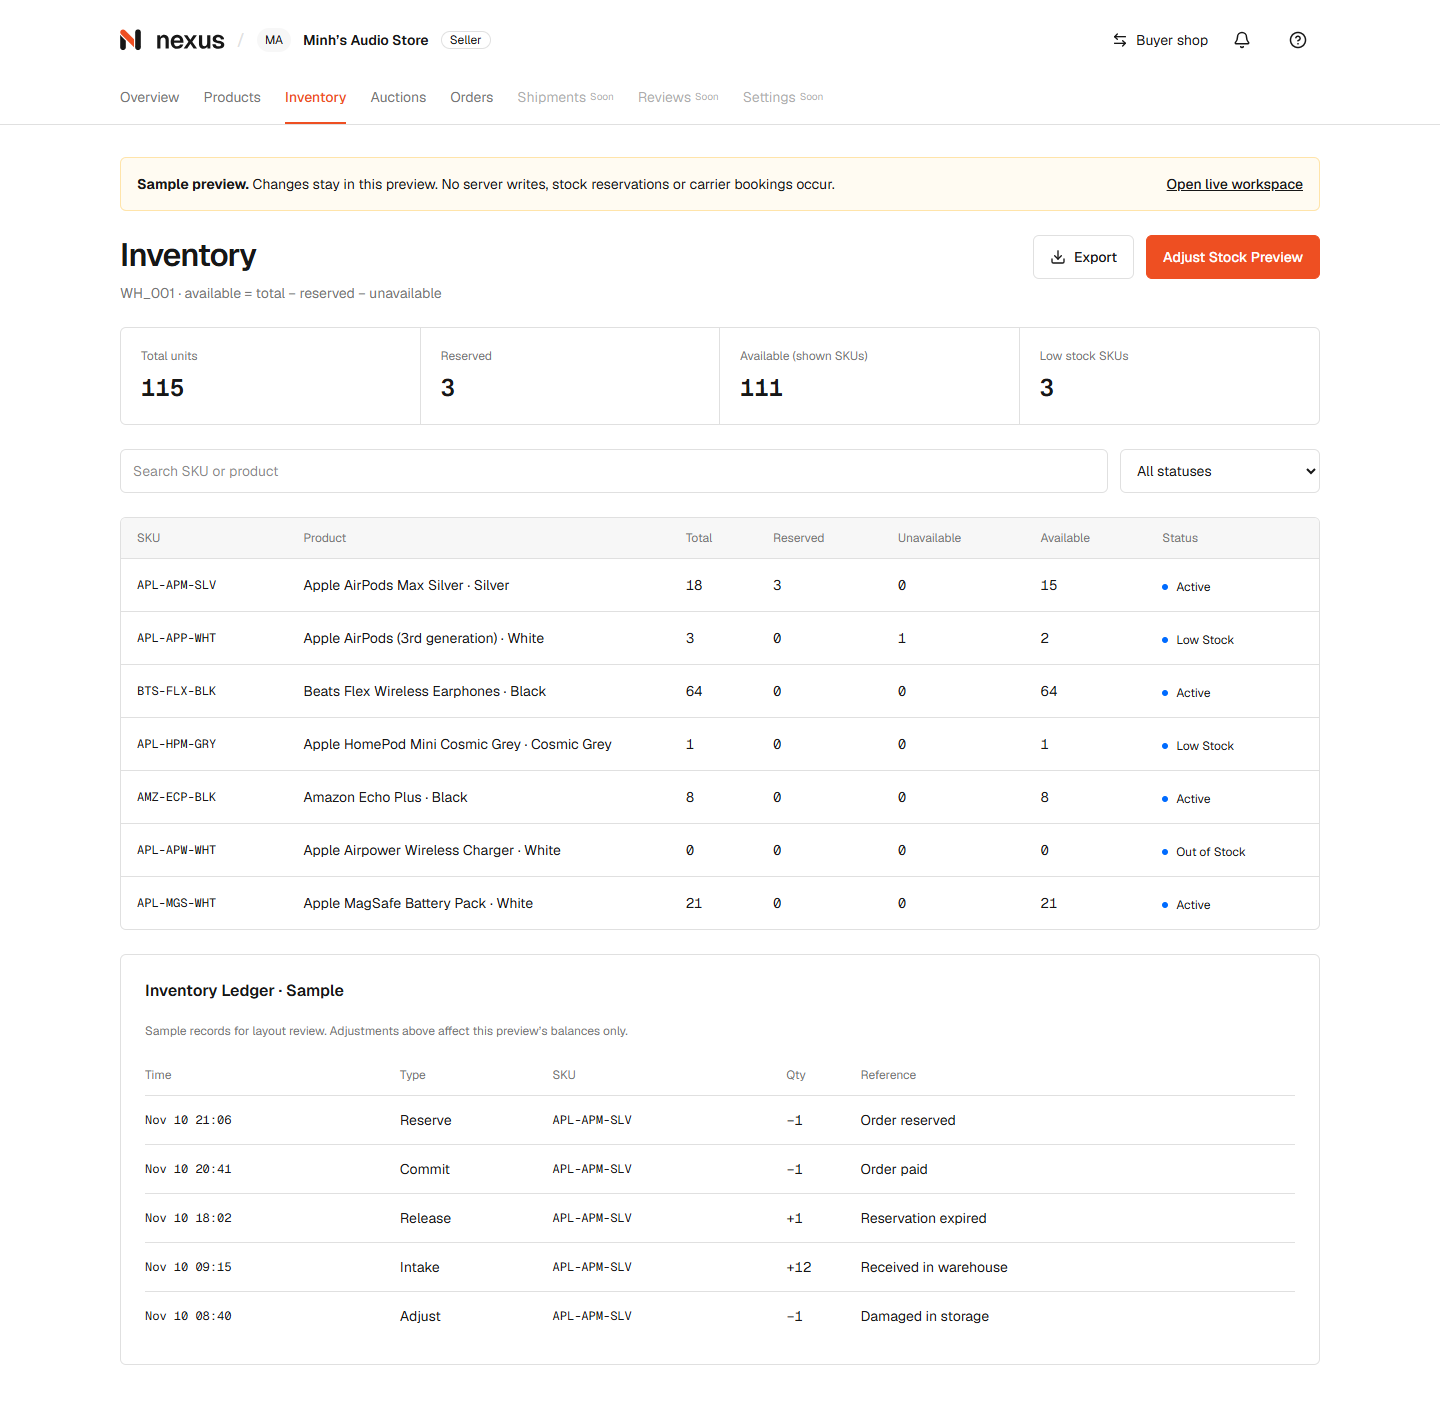 nexus / MA Minh's Audio Store Seller Buyer shop
Overview Products Inventory Auctions Orders Shipments Soon Reviews Soon Settings Soon
Sample preview. Changes stay in this preview. No server writes, stock reservations or carrier bookings occur. Open live workspace
Inventory Export Adjust Stock Preview
WH_001 · available = total − reserved − unavailable
Total units Reserved Available (shown SKUs) Low stock SKUs
115 3 111 3
Search SKU or product All statuses
SKU Product Total Reserved Unavailable Available Status
APL-APM-SLV Apple AirPods Max Silver · Silver 18 3 0 15 Active
APL-APP-WHT Apple AirPods (3rd generation) · White 3 0 1 2 Low Stock
BTS-FLX-BLK Beats Flex Wireless Earphones · Black 64 0 0 64 Active
APL-HPM-GRY Apple HomePod Mini Cosmic Grey · Cosmic Grey 1 0 0 1 Low Stock
AMZ-ECP-BLK Amazon Echo Plus · Black 8 0 0 8 Active
APL-APW-WHT Apple Airpower Wireless Charger · White 0 0 0 0 Out of Stock
APL-MGS-WHT Apple MagSafe Battery Pack · White 21 0 0 21 Active
Inventory Ledger · Sample
Sample records for layout review. Adjustments above affect this preview's balances only.
Time Type SKU Qty Reference
Nov 10 21:06 Reserve APL-APM-SLV −1 Order reserved
Nov 10 20:41 Commit APL-APM-SLV −1 Order paid
Nov 10 18:02 Release APL-APM-SLV +1 Reservation expired
Nov 10 09:15 Intake APL-APM-SLV +12 Received in warehouse
Nov 10 08:40 Adjust APL-APM-SLV −1 Damaged in storage